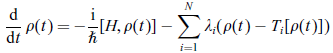 d/dt ρ(t) = −i/ħ [H, ρ(t)] − ∑_{i=1}^{N} λ_i(ρ(t) − T_i[ρ(t)])